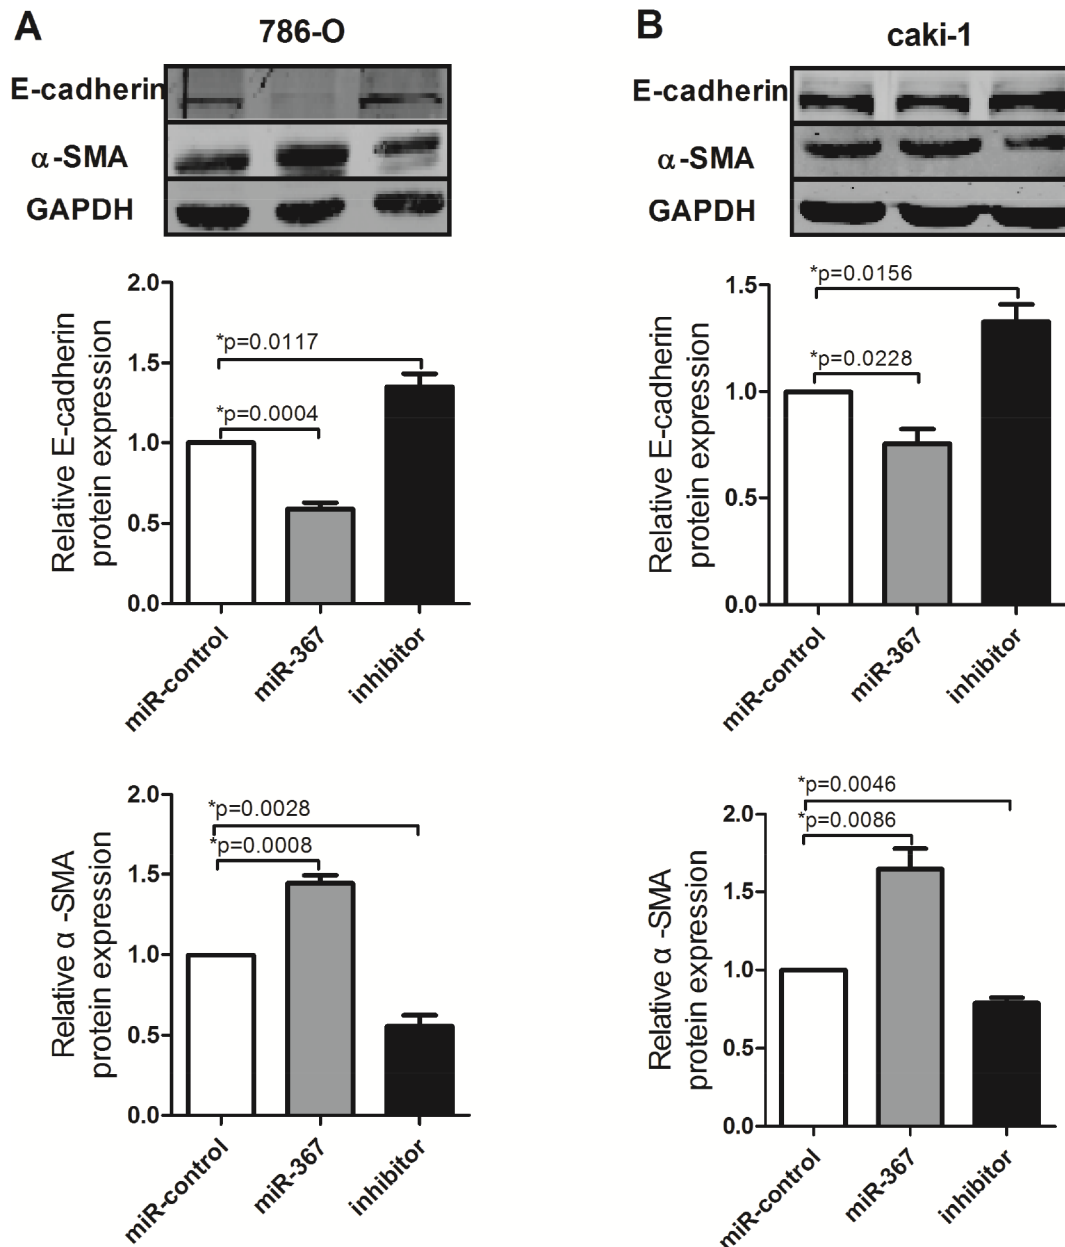 A
786-O
E-cadherin
α-SMA
GAPDH
2.0
1.5
1.0
0.5
0.0
Relative E-cadherin
protein expression
*p=0.0117
*p=0.0004
miR-control
miR-367
inhibitor
2.0
1.5
1.0
0.5
0.0
Relative α -SMA
protein expression
*p=0.0028
*p=0.0008
miR-control
miR-367
inhibitor
B
caki-1
E-cadherin
α-SMA
GAPDH
1.5
1.0
0.5
0.0
Relative E-cadherin
protein expression
*p=0.0156
*p=0.0228
miR-control
miR-367
inhibitor
2.0
1.5
1.0
0.5
0.0
Relative α -SMA
protein expression
*p=0.0046
*p=0.0086
miR-control
miR-367
inhibitor